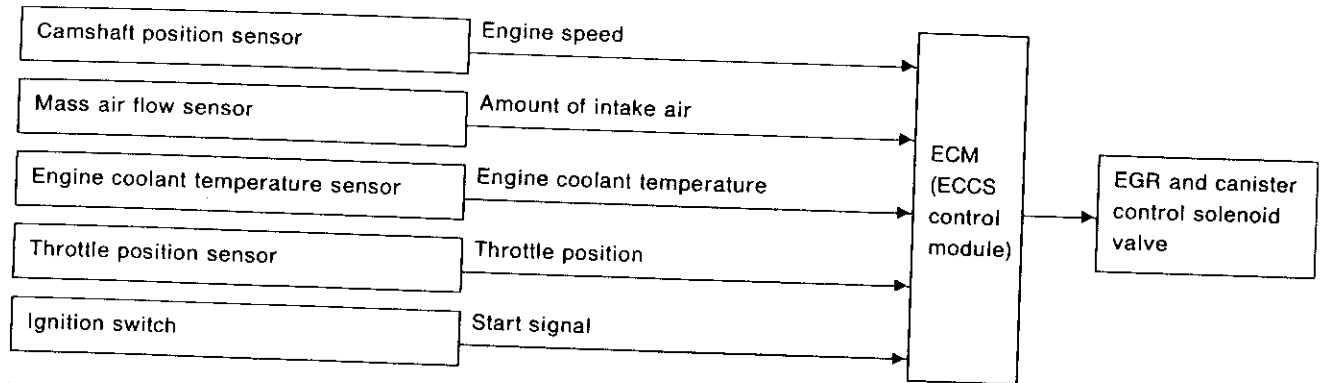 Camshaft position sensor
Engine speed
Mass air flow sensor
Amount of intake air
Engine coolant temperature sensor
Engine coolant temperature
Throttle position sensor
Throttle position
Ignition switch
Start signal
ECM
(ECCS
control
module)
EGR and canister
control solenoid
valve